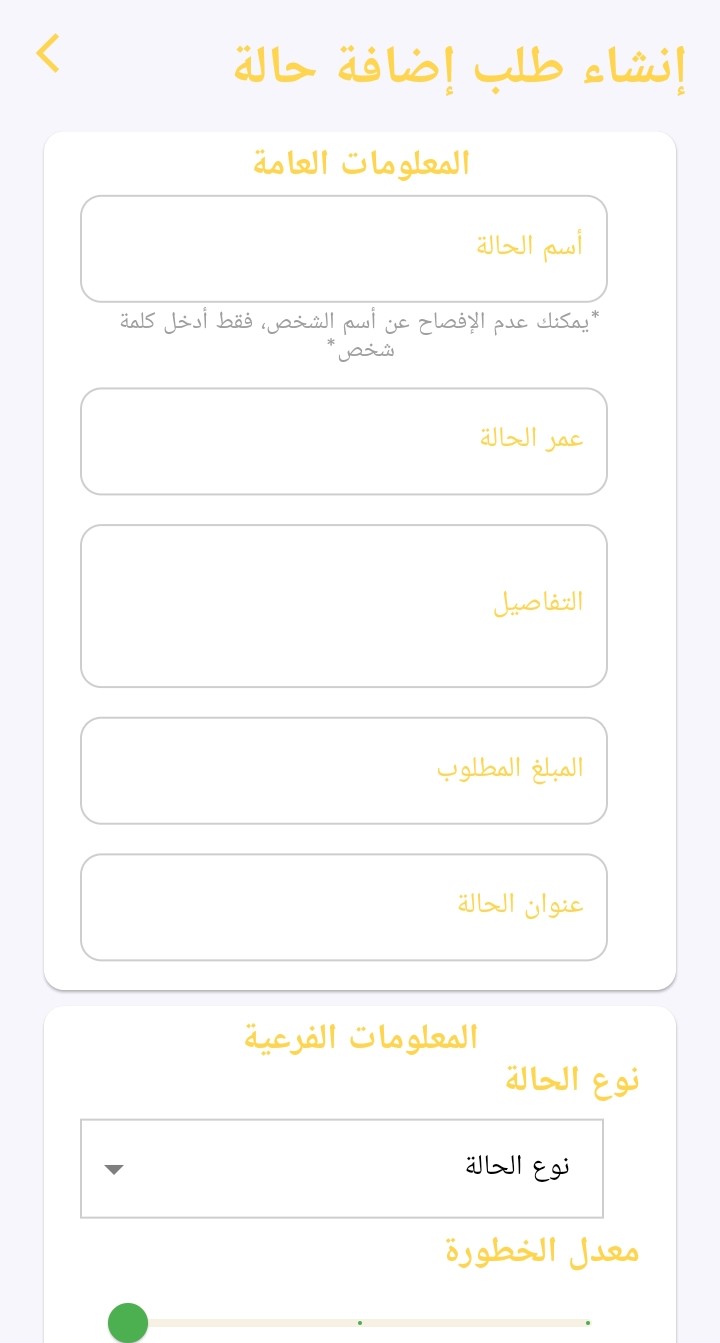 إنشاء طلب إضافة حالة
المعلومات العامة
أسم الحالة
*يمكنك عدم الإفصاح عن أسم الشخص، فقط أدخل كلمة
شخص*
عمر الحالة
التفاصيل
المبلغ المطلوب
عنوان الحالة
المعلومات الفرعية
نوع الحالة
نوع الحالة
معدل الخطورة